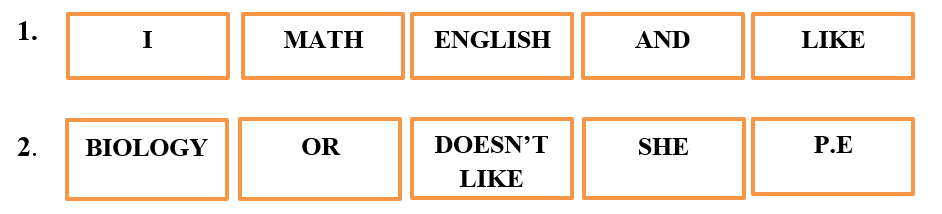 1. I MATH ENGLISH AND LIKE
2. BIOLOGY OR DOESN'T LIKE SHE P.E